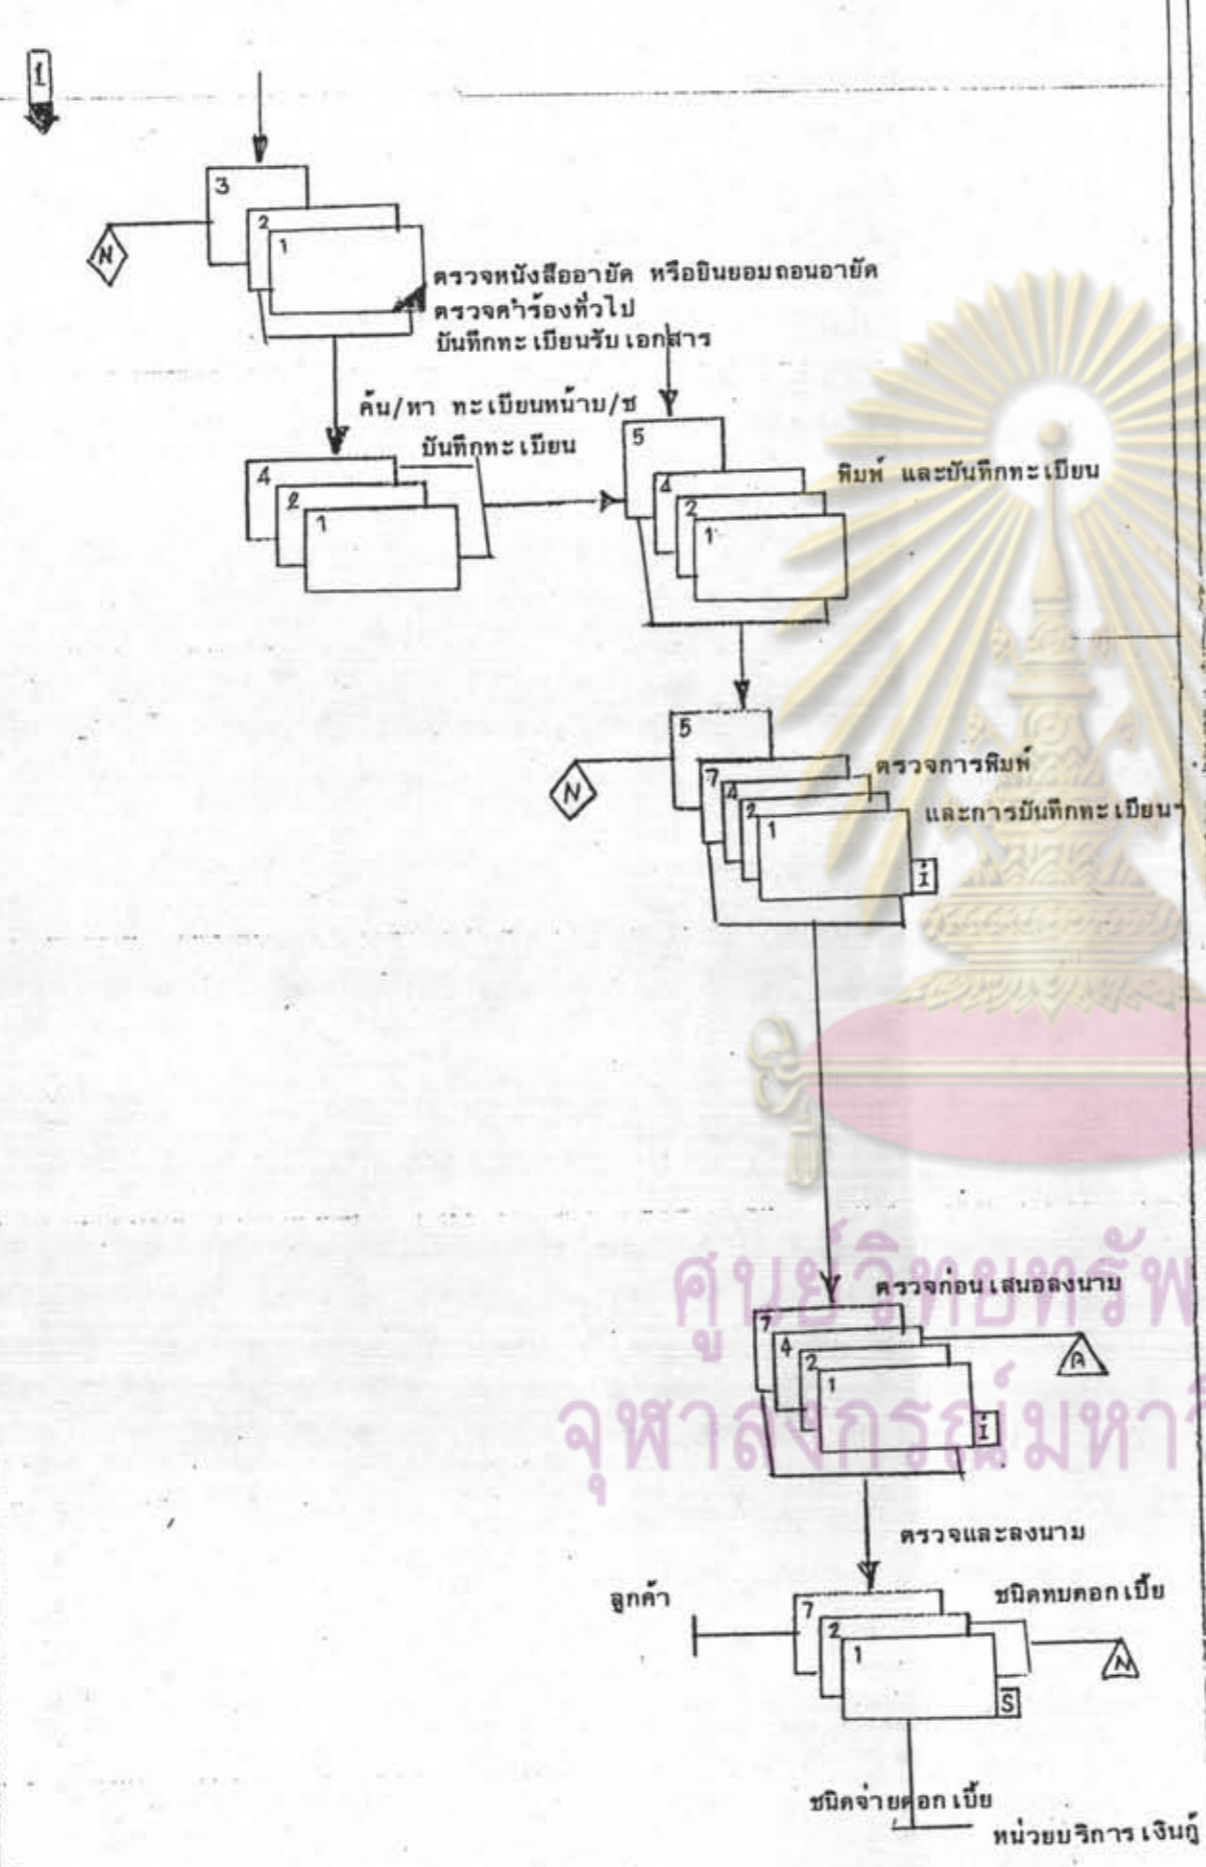 1
3
2
1
N
ตรวจหนังสืออายัด หรือยินยอมถอนอายัด
ตรวจคำร้องทั่วไป
บันทึกทะเบียนรับเอกสาร
ค้น/หา ทะเบียนหน้าบ/ช
บันทึกทะเบียน
4
2
1
5
4
2
1
พิมพ์ และบันทึกทะเบียน
5
7
4
2
1
N
i
ตรวจการพิมพ์
และการบันทึกทะเบียนฯ
ศูนย์วิทยทรัพ
จุฬาลงกรณ์มหาวิ
ตรวจก่อนเสนอลงนาม
7
4
2
1
A
i
ตรวจและลงนาม
ลูกค้า
7
2
1
S
ชนิดทบดอกเบี้ย
N
ชนิดจ่ายดอกเบี้ย
หน่วยบริการเงินกู้